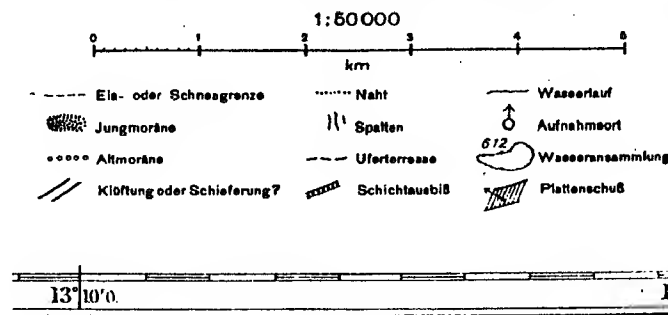 1:50000
0 1 2 3 4 5
km
Eis- oder Schneegrenze Naht Wasserlauf
Jungmoräne Spalten Aufnahmeort
Altmoräne Uferterrasse 612 Wasseransammlung
Klüftung oder Schieferung? Schichtausbiß Plattenschuß
13° 10'0.